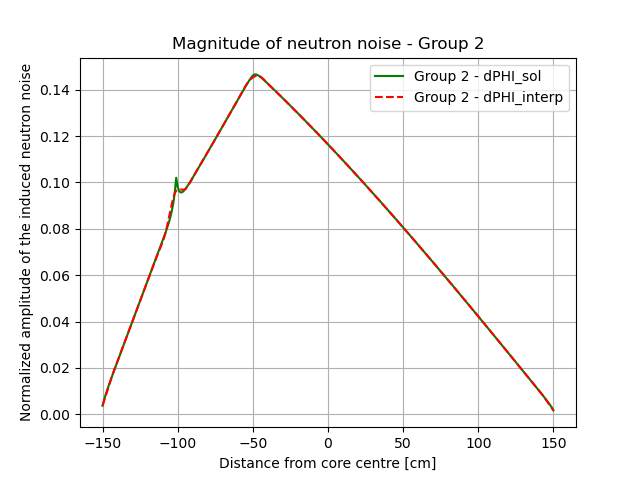 Magnitude of neutron noise - Group 2
Normalized amplitude of the induced neutron noise
0.14
0.12
0.10
0.08
0.06
0.04
0.02
0.00
Group 2 - dPHI_sol
Group 2 - dPHI_interp
−150 −100 −50 0 50 100 150
Distance from core centre [cm]